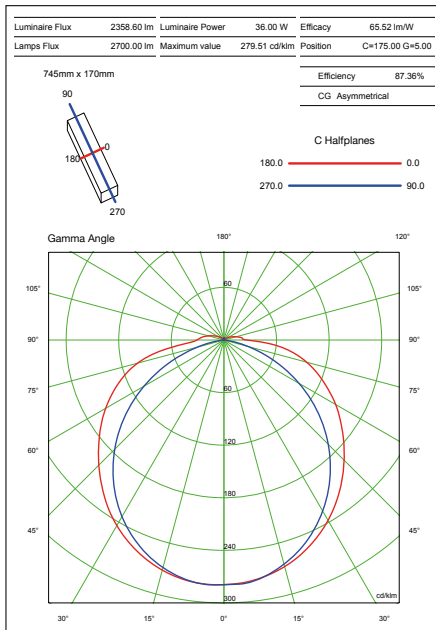 Luminaire Flux 2358.60 lm Luminaire Power 36.00 W Efficacy 65.52 lm/W
Lamps Flux 2700.00 lm Maximum value 279.51 cd/klm Position C=175.00 G=5.00
745mm x 170mm Efficiency 87.36%
CG Asymmetrical
90
0
180
270
C Halfplanes
180.0 0.0
270.0 90.0
Gamma Angle 180° 120°
105° 60 105°
90° 90°
60
75° 75°
120
60° 60°
180
45° 45°
240
300 cd/klm
30° 15° 0° 15° 30°